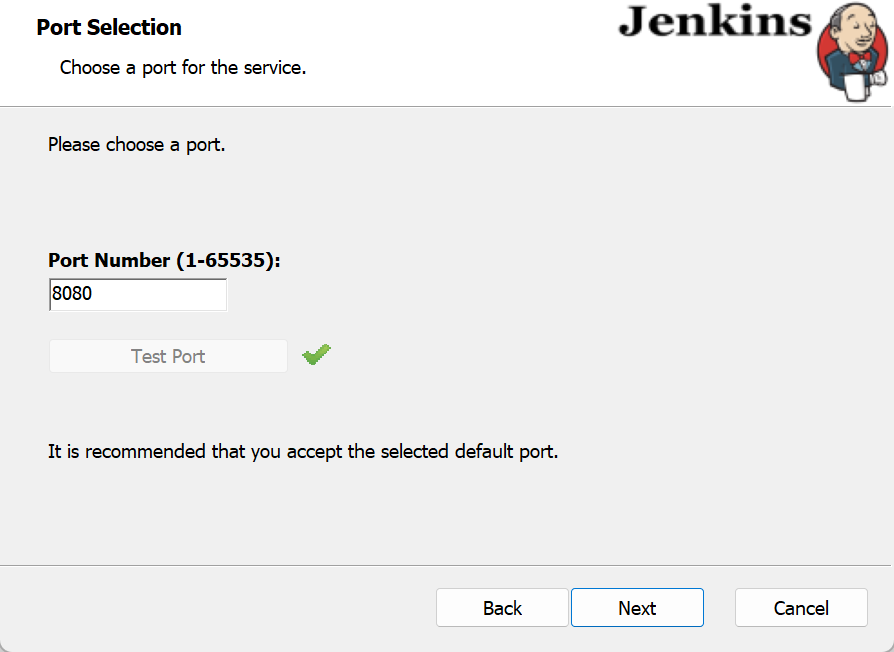 Port Selection
Jenkins
Choose a port for the service.
Please choose a port.
Port Number (1-65535):
8080
Test Port
It is recommended that you accept the selected default port.
Back
Next
Cancel